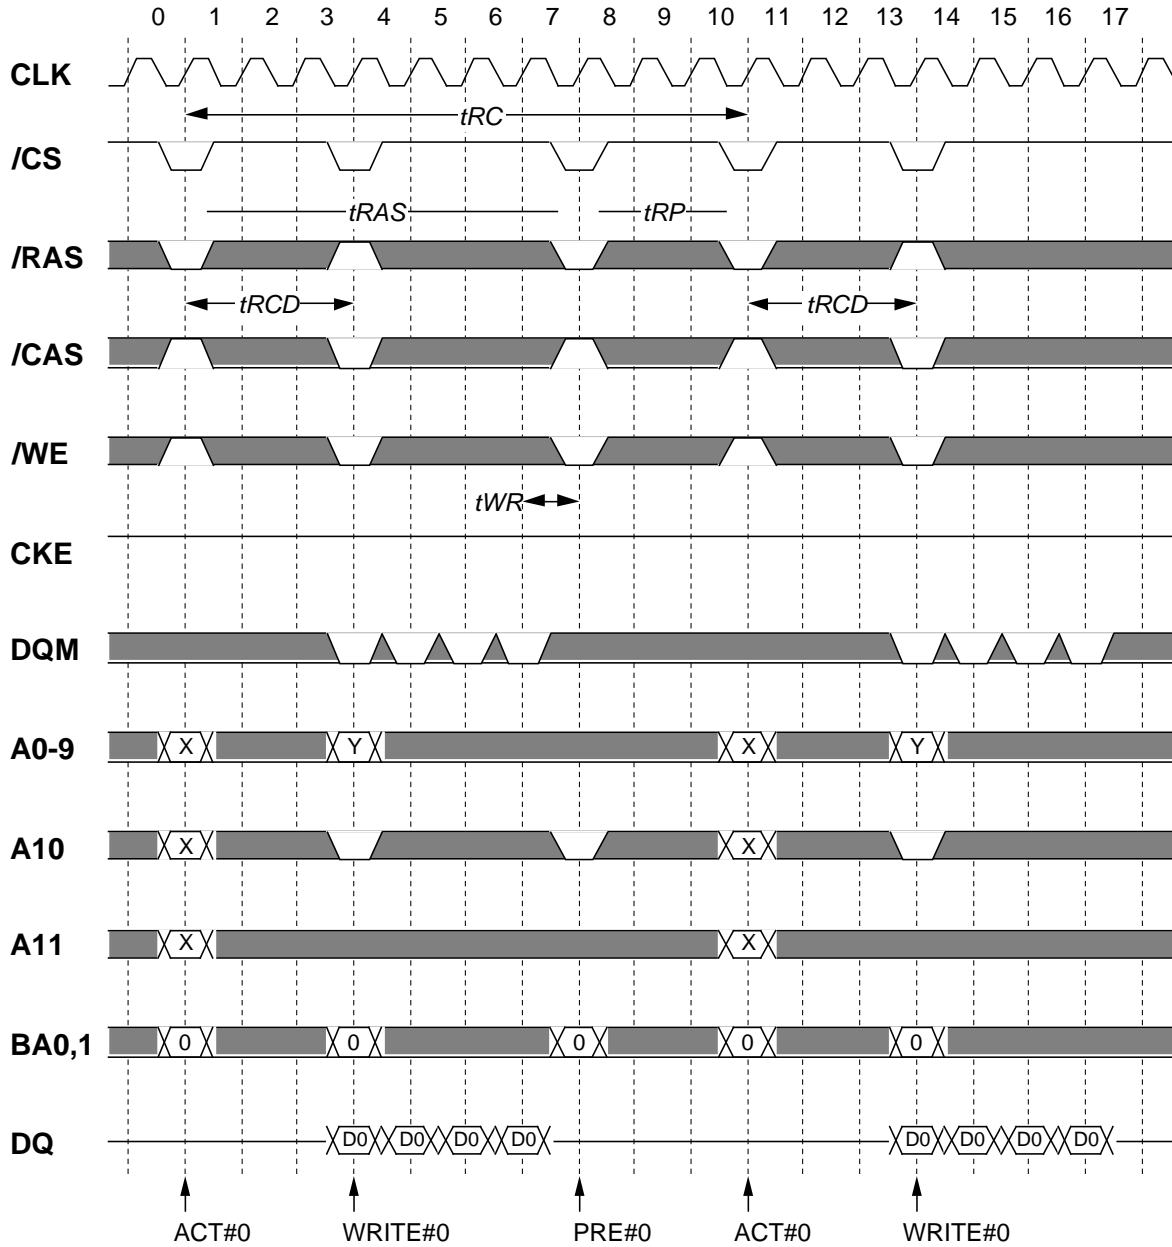 0 1 2 3 4 5 6 7 8 9 10 11 12 13 14 15 16 17
CLK
tRC
/CS
tRAS tRP
/RAS
tRCD tRCD
/CAS
/WE
tWR
CKE
DQM
A0-9 X Y X Y
A10 X X
A11 X X
BA0,1 0 0 0 0 0
DQ D0 D0 D0 D0 D0 D0 D0 D0
ACT#0 WRITE#0 PRE#0 ACT#0 WRITE#0